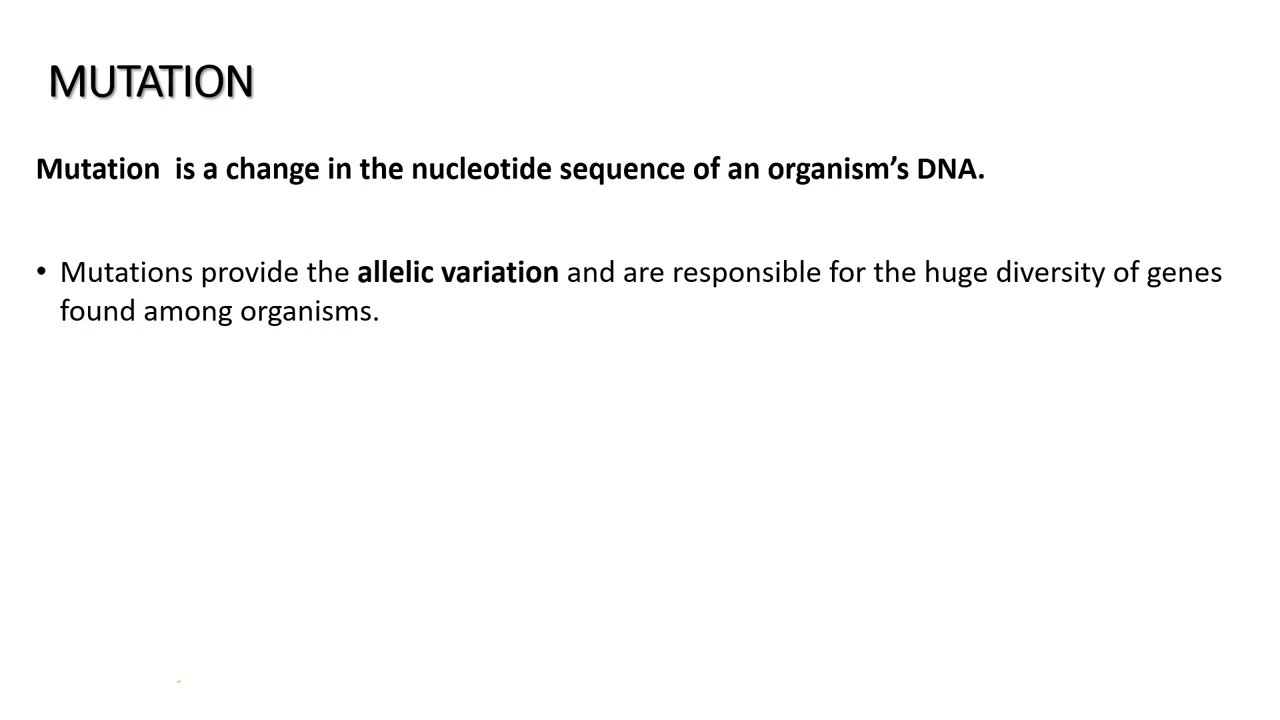 MUTATION
Mutation  is a change in the nucleotide sequence of an organism’s DNA.
• Mutations provide the allelic variation and are responsible for the huge diversity of genes
found among organisms.